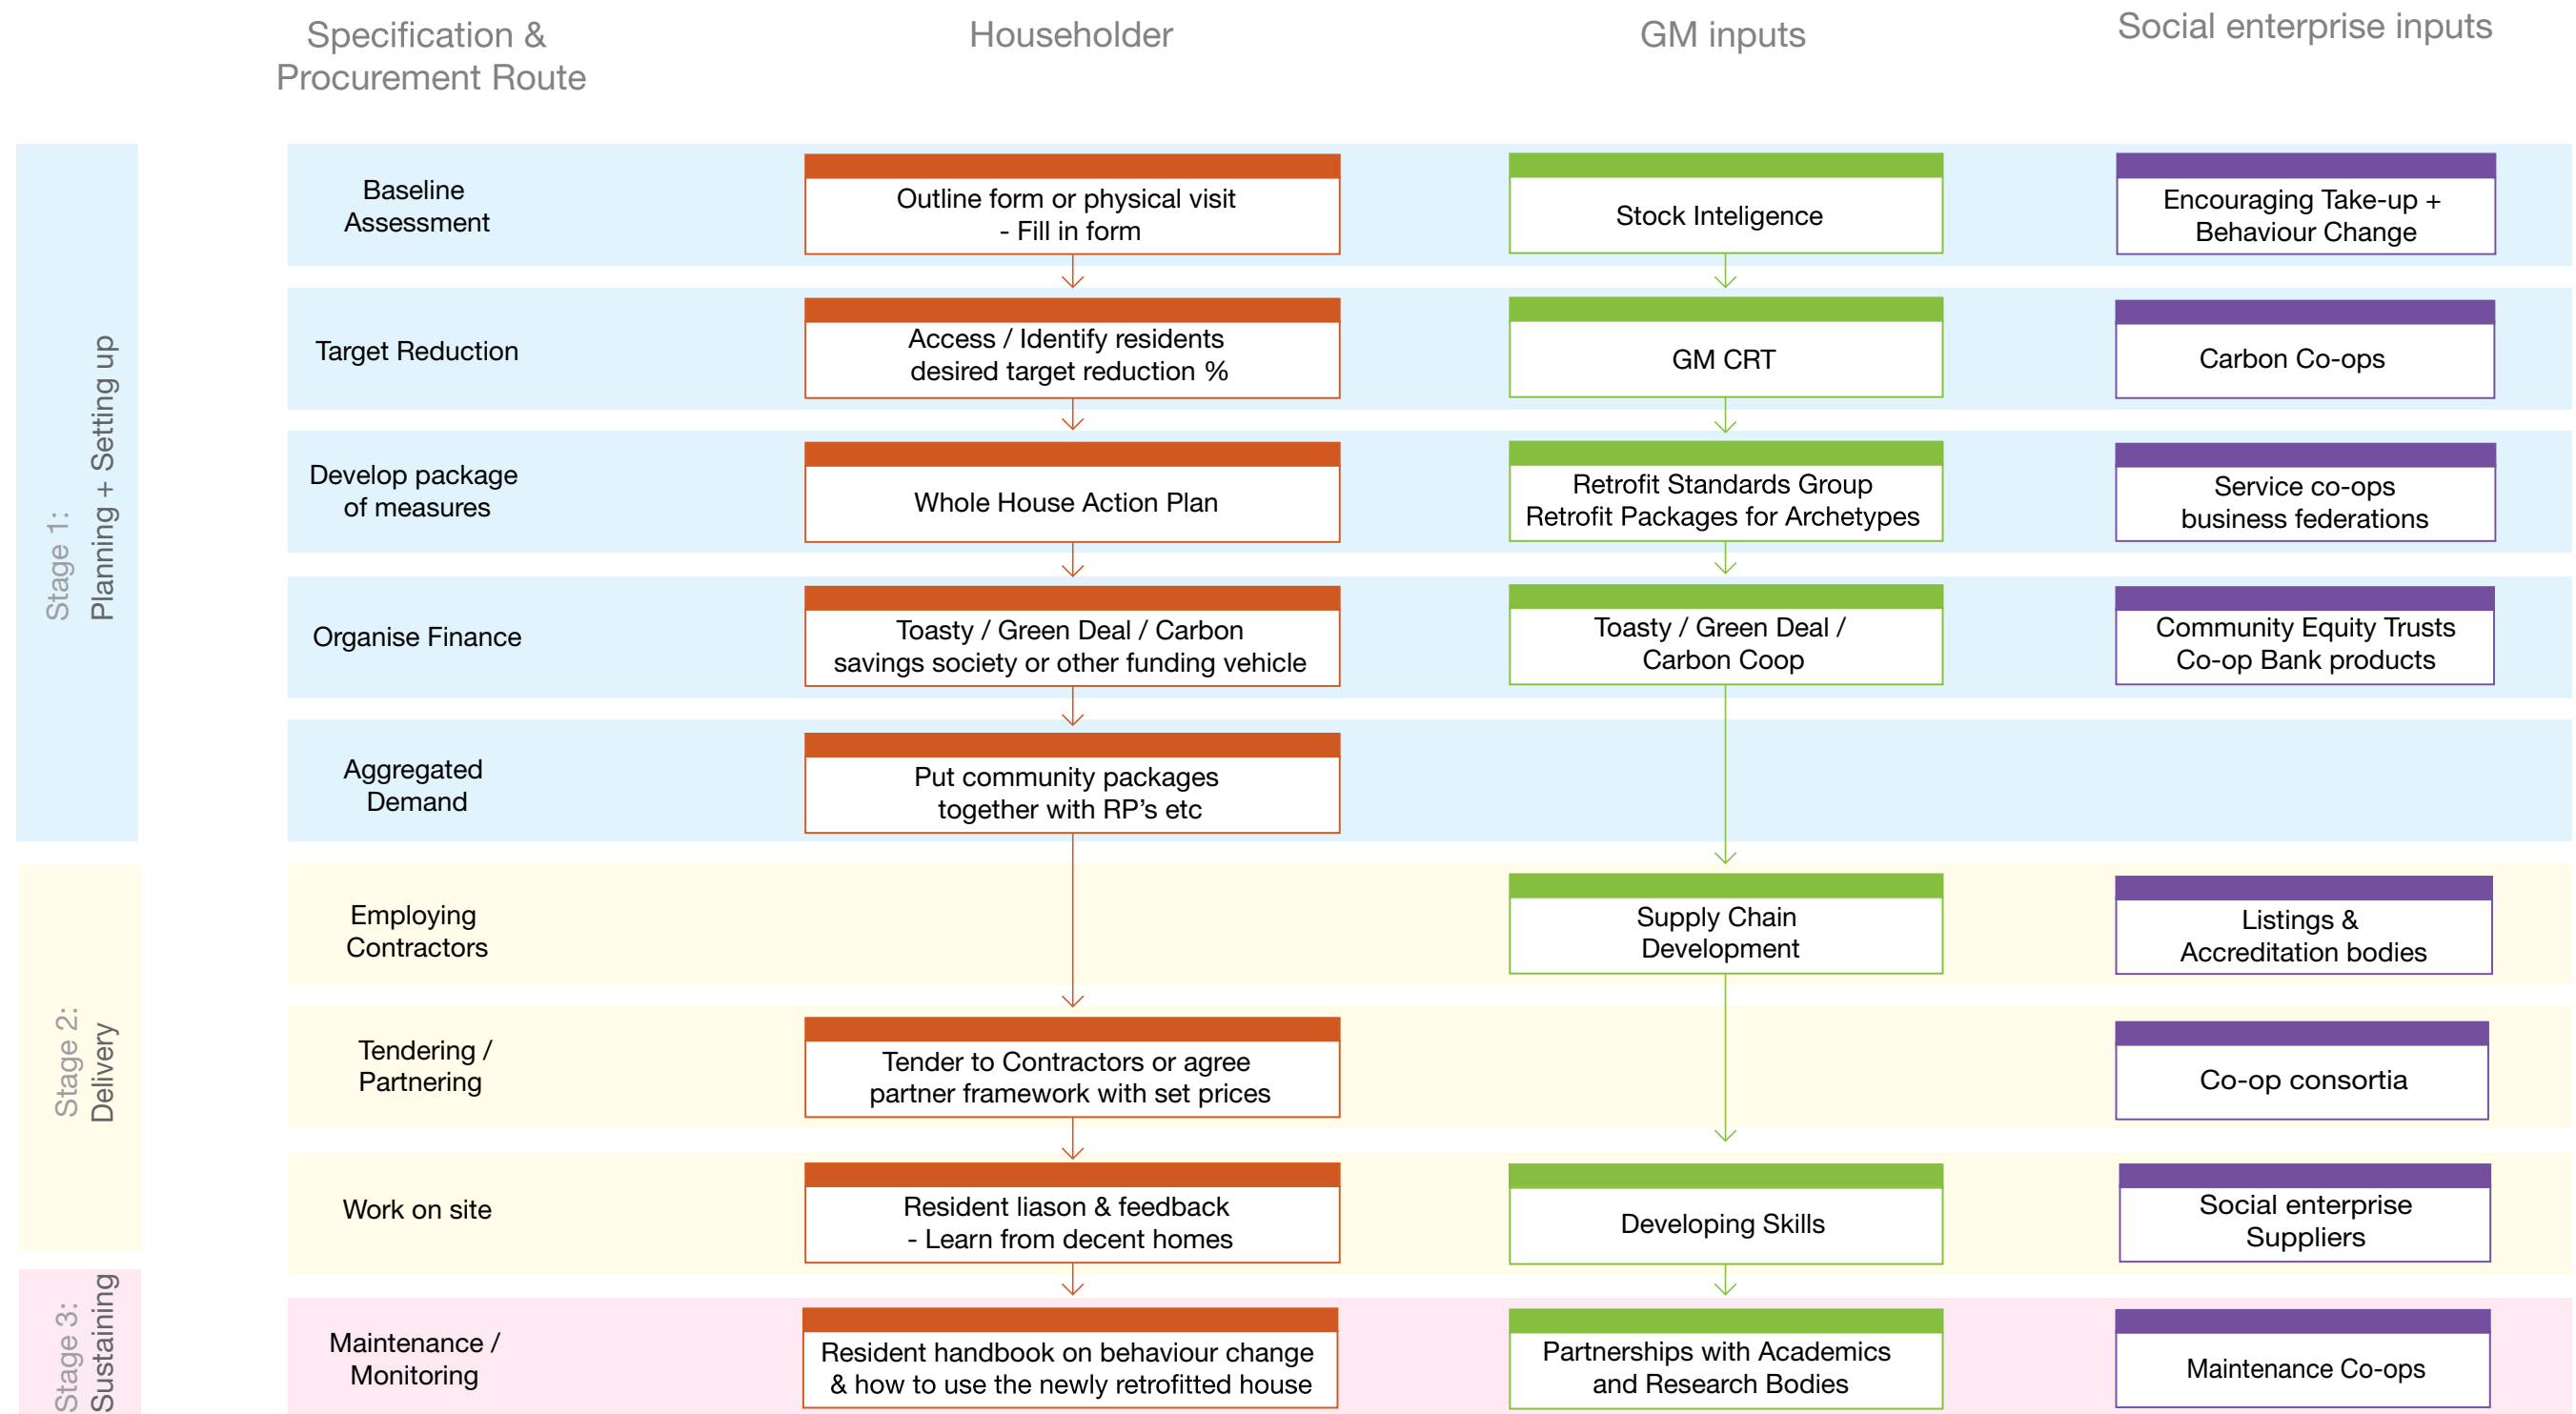 Specification &
Procurement Route
Householder
GM inputs
Social enterprise inputs
Stage 1:
Planning + Setting up
Baseline
Assessment
Outline form or physical visit
- Fill in form
Stock Inteligence
Encouraging Take-up +
Behaviour Change
Target Reduction
Access / Identify residents
desired target reduction %
GM CRT
Carbon Co-ops
Develop package
of measures
Whole House Action Plan
Retrofit Standards Group
Retrofit Packages for Archetypes
Service co-ops
business federations
Organise Finance
Toasty / Green Deal / Carbon
savings society or other funding vehicle
Toasty / Green Deal /
Carbon Coop
Community Equity Trusts
Co-op Bank products
Aggregated
Demand
Put community packages
together with RP’s etc
Stage 2:
Delivery
Employing
Contractors
Supply Chain
Development
Listings &
Accreditation bodies
Tendering /
Partnering
Tender to Contractors or agree
partner framework with set prices
Co-op consortia
Work on site
Resident liason & feedback
- Learn from decent homes
Developing Skills
Social enterprise
Suppliers
Stage 3:
Sustaining
Maintenance /
Monitoring
Resident handbook on behaviour change
& how to use the newly retrofitted house
Partnerships with Academics
and Research Bodies
Maintenance Co-ops